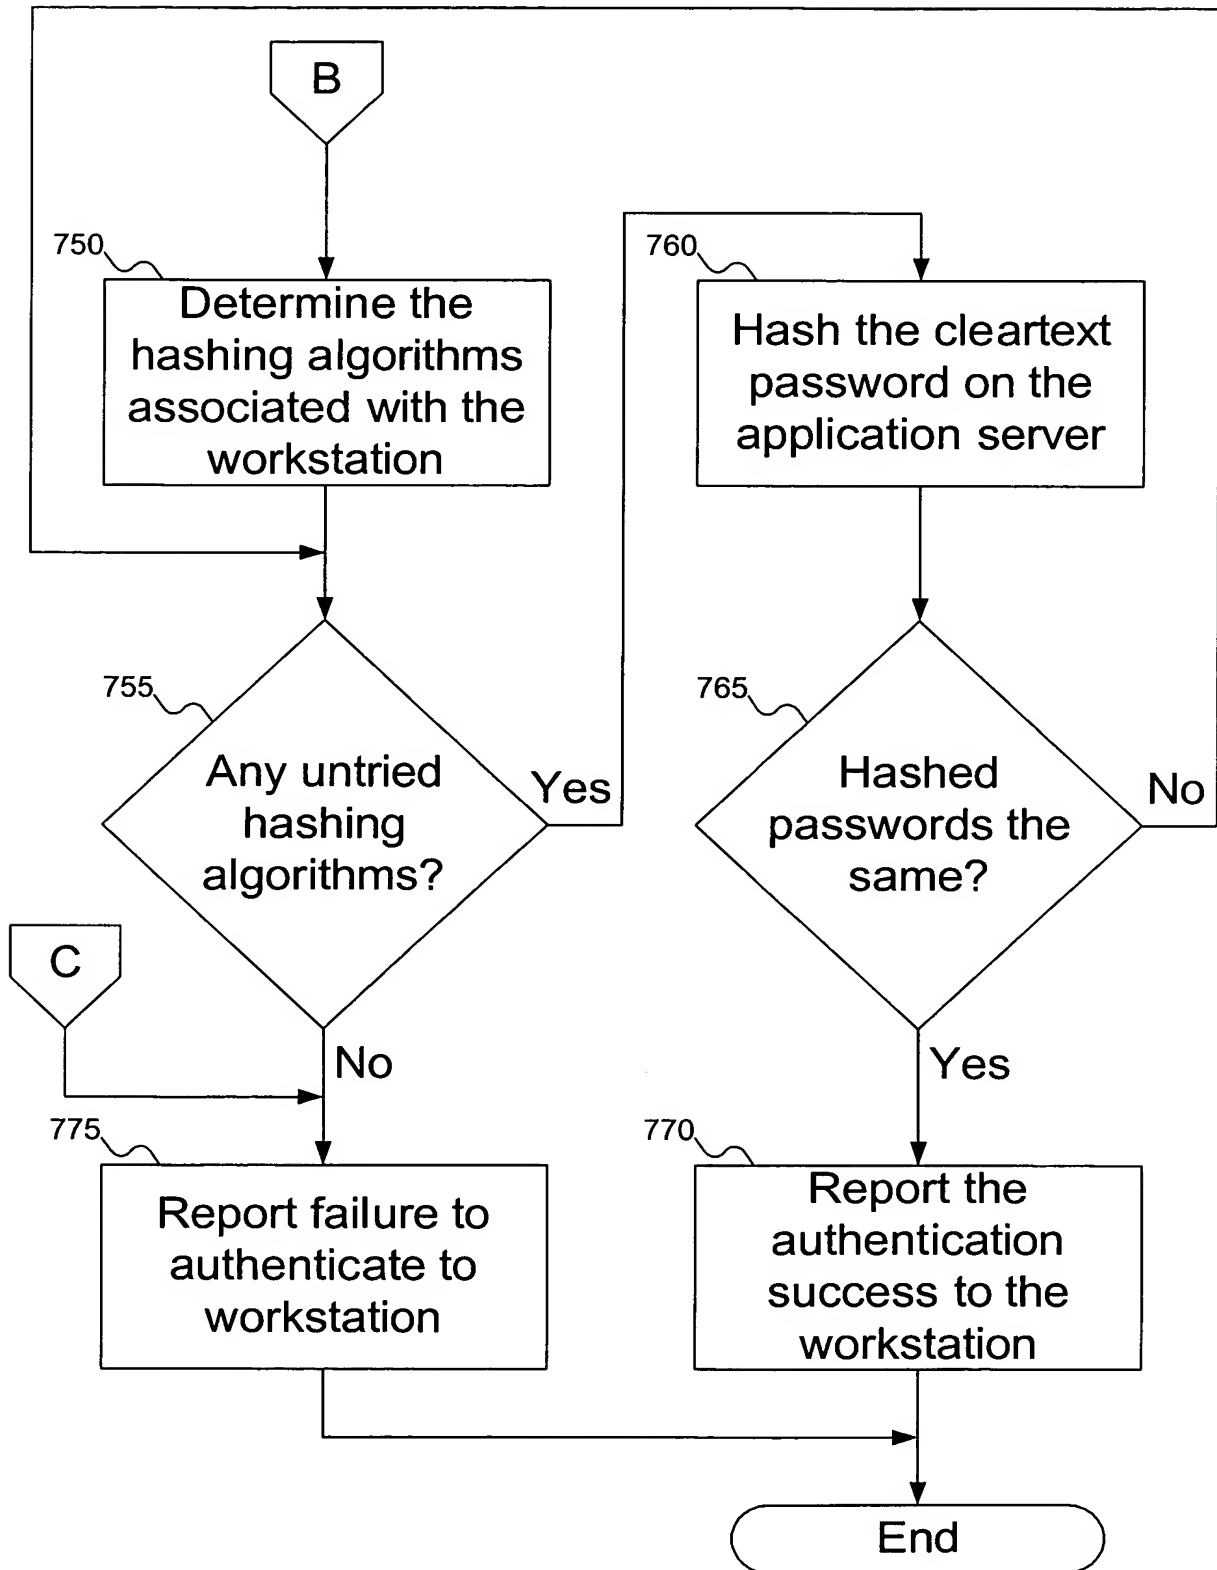 B
750
Determine the
hashing algorithms
associated with the
workstation
760
Hash the cleartext
password on the
application server
755
Any untried
hashing
algorithms?
Yes
765
Hashed
passwords the
same?
No
C
No
Yes
775
Report failure to
authenticate to
workstation
770
Report the
authentication
success to the
workstation
End